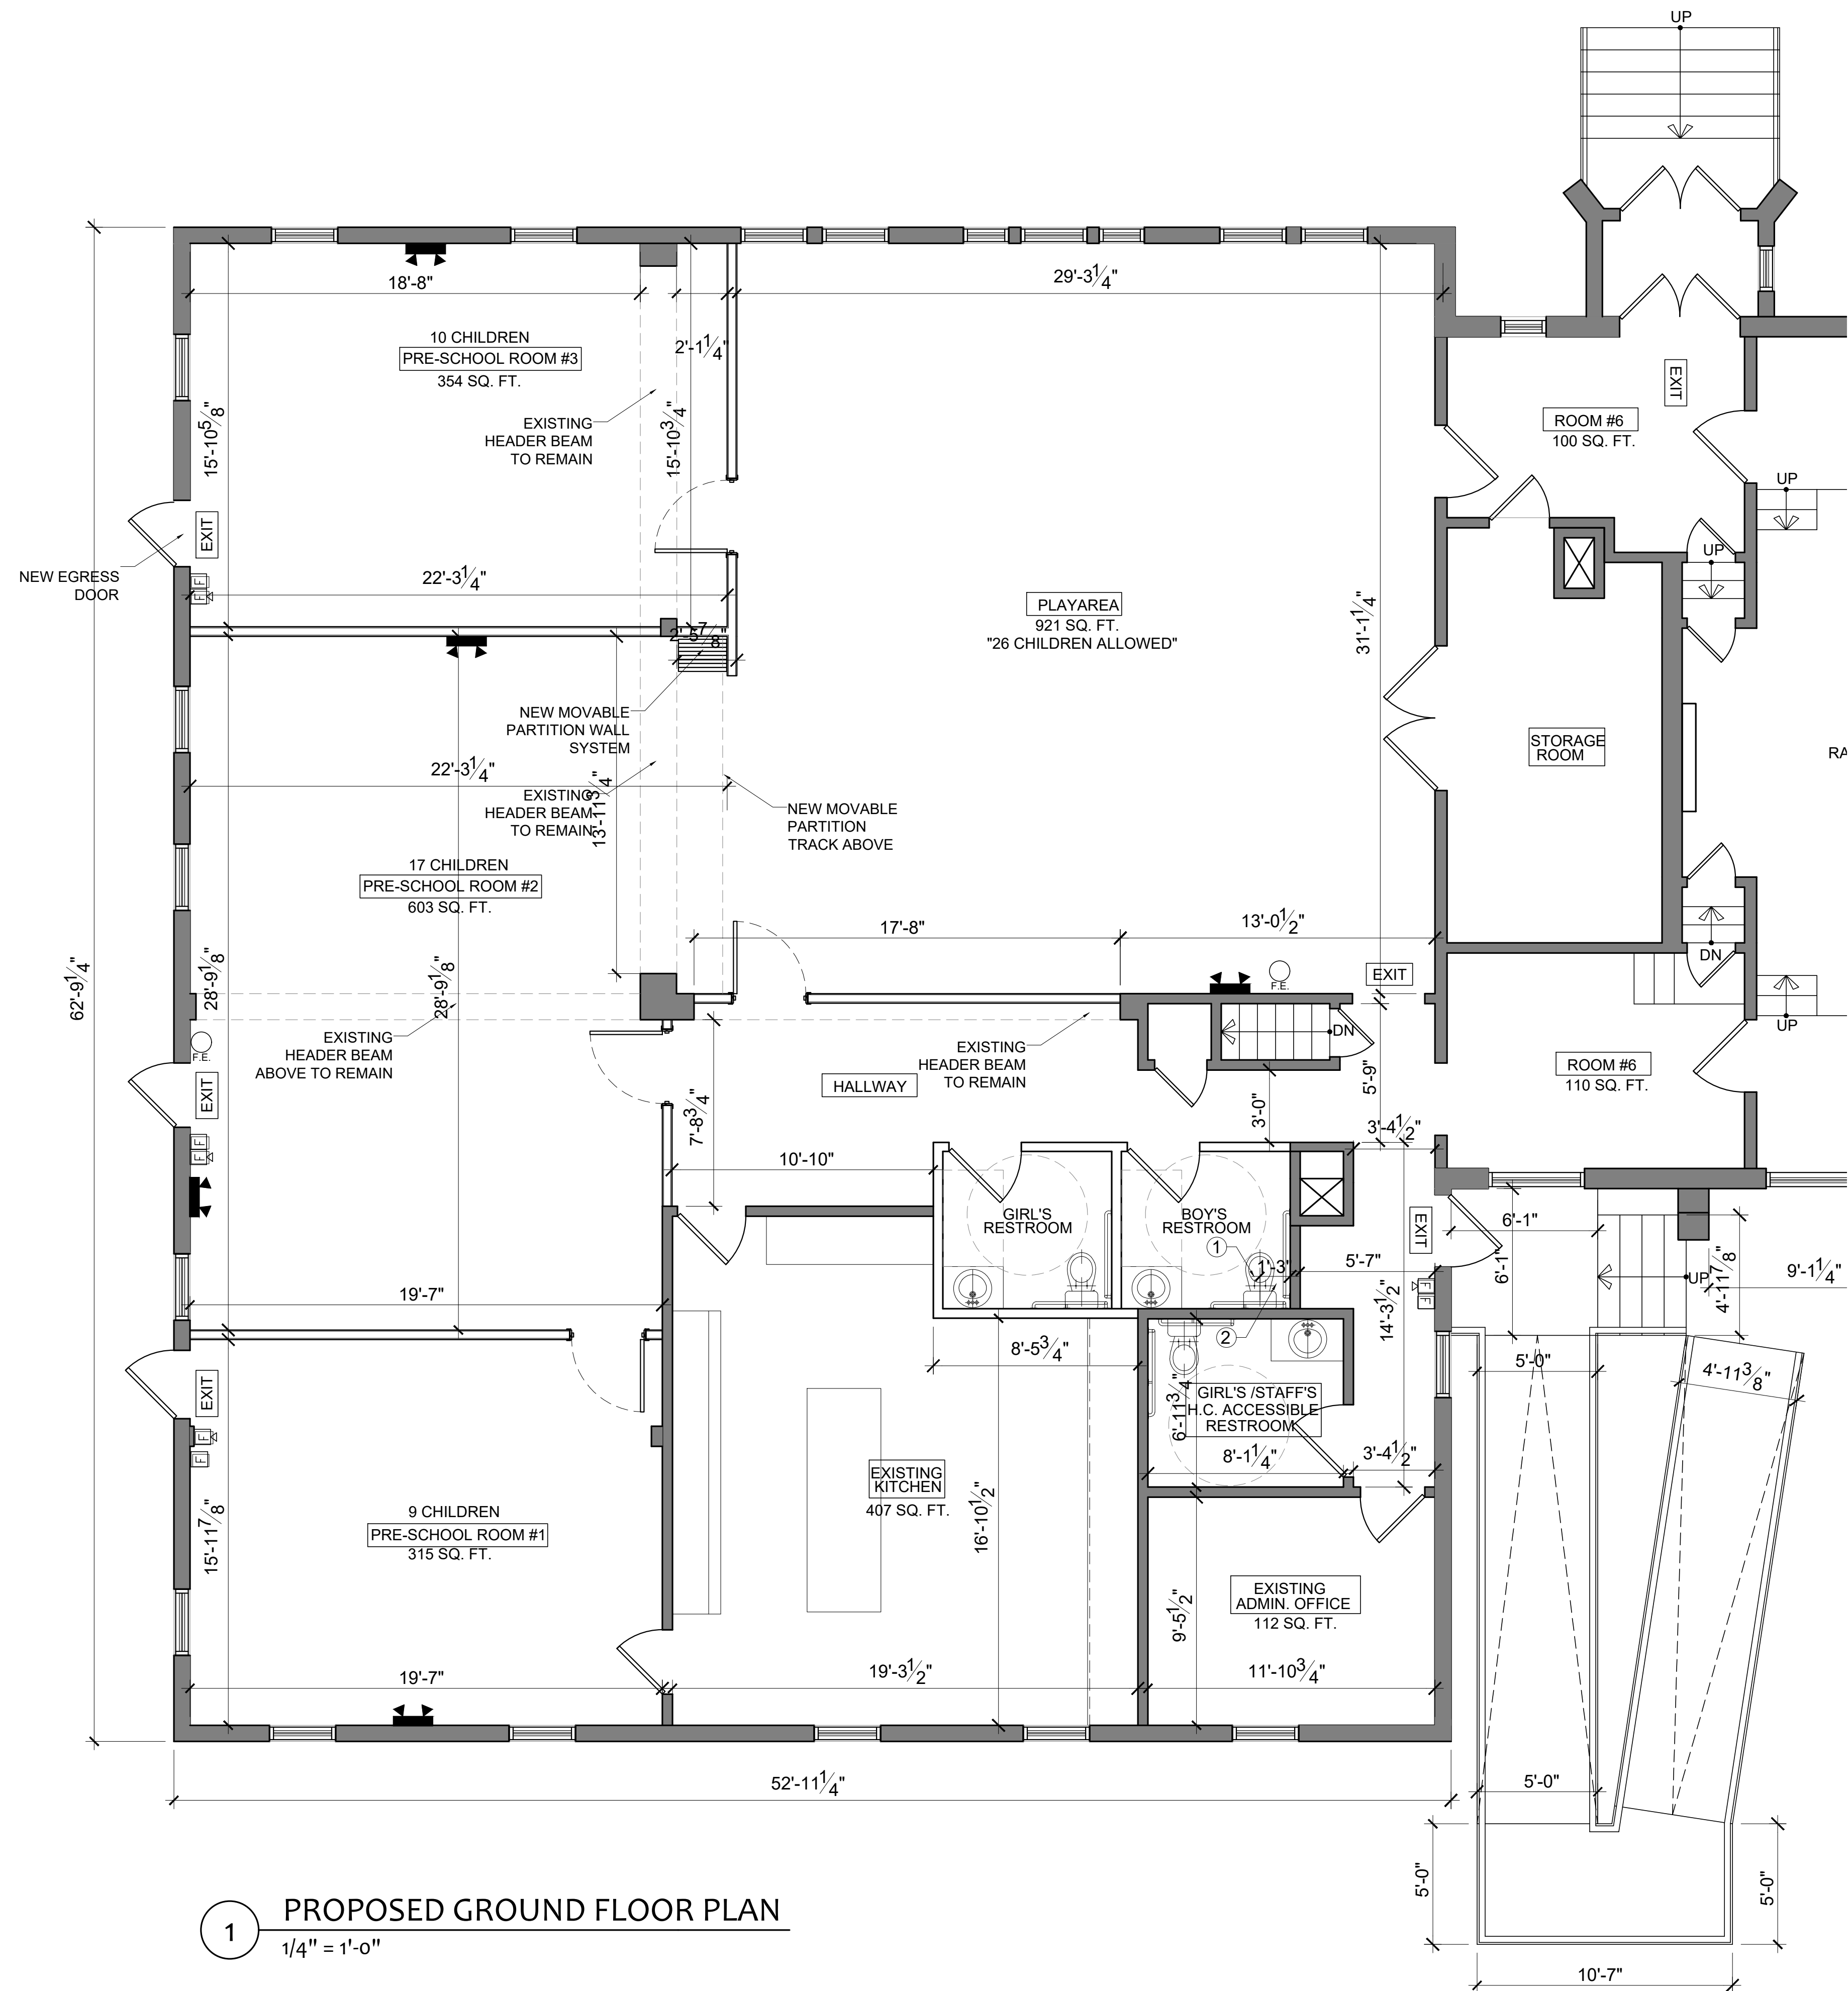 UP
18'-8"
29'-3 1/4"
10 CHILDREN
PRE-SCHOOL ROOM #3
354 SQ. FT.
2'-1 1/4"
EXISTING
HEADER BEAM
TO REMAIN
15'-10 5/8"
15'-10 3/4"
EXIT
ROOM #6
100 SQ. FT.
UP
EXIT
NEW EGRESS
DOOR
22'-3 1/4"
F
F
UP
PLAYAREA
921 SQ. FT.
"26 CHILDREN ALLOWED"
31'-1 1/4"
2'-5 7/8"
NEW MOVABLE
PARTITION WALL
SYSTEM
STORAGE
ROOM
RA
22'-3 1/4"
EXISTING
HEADER BEAM
TO REMAIN
13'-11 3/4"
NEW MOVABLE
PARTITION
TRACK ABOVE
17 CHILDREN
PRE-SCHOOL ROOM #2
603 SQ. FT.
17'-8"
13'-0 1/2"
62'-9 1/4"
28'-9 1/8"
28'-9 1/8"
F.E.
EXIT
DN
EXISTING
HEADER BEAM
ABOVE TO REMAIN
F.E.
DN
UP
EXISTING
HEADER BEAM
TO REMAIN
HALLWAY
EXIT
ROOM #6
110 SQ. FT.
7'-8 3/4"
3'-0"
5'-9"
3'-4 1/2"
F
F
10'-10"
GIRL'S
RESTROOM
BOY'S
RESTROOM
1
1'-3"
2
5'-7"
EXIT
F
F
6'-1"
6'-1"
UP
4'-11 7/8"
9'-1 1/4"
19'-7"
14'-3 1/2"
8'-5 3/4"
5'-0"
4'-11 3/8"
EXIT
F
F
6'-11 3/4"
GIRL'S /STAFF'S
H.C. ACCESSIBLE
RESTROOM
8'-1 1/4"
3'-4 1/2"
EXISTING
KITCHEN
407 SQ. FT.
16'-10 1/2"
9 CHILDREN
PRE-SCHOOL ROOM #1
315 SQ. FT.
15'-11 7/8"
EXISTING
ADMIN. OFFICE
112 SQ. FT.
9'-5 1/2"
19'-7"
19'-3 1/2"
11'-10 3/4"
52'-11 1/4"
5'-0"
5'-0"
5'-0"
10'-7"
1
PROPOSED GROUND FLOOR PLAN
1/4" = 1'-0"